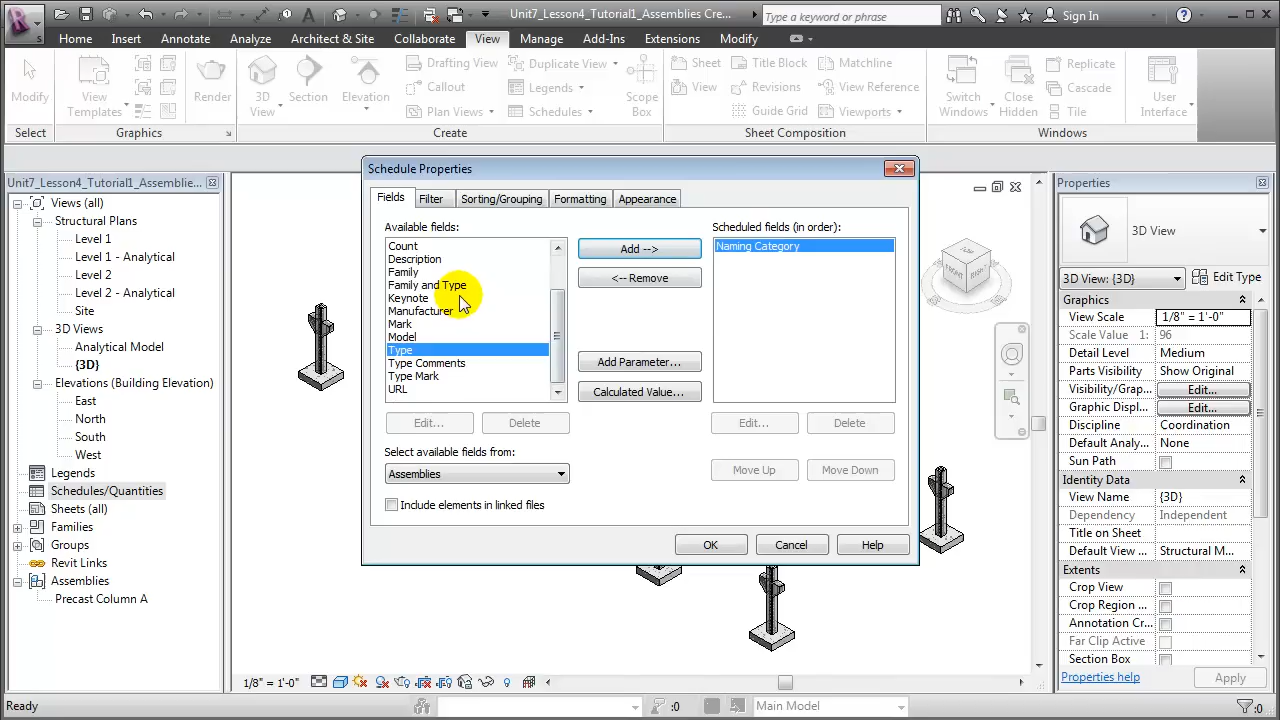 Unit7_Lesson4_Tutorial1_Assemblies Cre...
Type a keyword or phrase
Sign In
Home
Insert
Annotate
Analyze
Architect & Site
Collaborate
View
Manage
Add-Ins
Extensions
Modify
Modify
View
Templates
Render
3D
View
Section
Elevation
Drafting View
Callout
Plan Views
Duplicate View
Legends
Schedules
Scope
Box
Sheet
View
Title Block
Revisions
Guide Grid
Matchline
View Reference
Viewports
Switch
Windows
Close
Hidden
Replicate
Cascade
Tile
User
Interface
Select
Graphics
Create
Sheet Composition
Windows
Unit7_Lesson4_Tutorial1_Assemblie...
Views (all)
Structural Plans
Level 1
Level 1 - Analytical
Level 2
Level 2 - Analytical
Site
3D Views
Analytical Model
{3D}
Elevations (Building Elevation)
East
North
South
West
Legends
Schedules/Quantities
Sheets (all)
Families
Groups
Revit Links
Assemblies
Precast Column A
Schedule Properties
Fields
Filter
Sorting/Grouping
Formatting
Appearance
Available fields:
Count
Description
Family
Family and Type
Keynote
Manufacturer
Mark
Model
Type
Type Comments
Type Mark
URL
Add -->
<-- Remove
Add Parameter...
Calculated Value...
Scheduled fields (in order):
Naming Category
Edit...
Delete
Edit...
Delete
Select available fields from:
Assemblies
Move Up
Move Down
Include elements in linked files
OK
Cancel
Help
FRONT
RIGHT
Properties
3D View
3D View: {3D}
Edit Type
Graphics
View Scale
1/8" = 1'-0"
Scale Value 1:
96
Detail Level
Medium
Parts Visibility
Show Original
Visibility/Grap...
Edit...
Graphic Displ...
Edit...
Discipline
Coordination
Default Analy...
None
Sun Path
Identity Data
View Name
{3D}
Dependency
Independent
Title on Sheet
Default View ...
Structural M...
Extents
Crop View
Crop Region ...
Annotation Cr...
Far Clip Active
Section Box
Properties help
Apply
1/8" = 1'-0"
Ready
:0
Main Model
:0